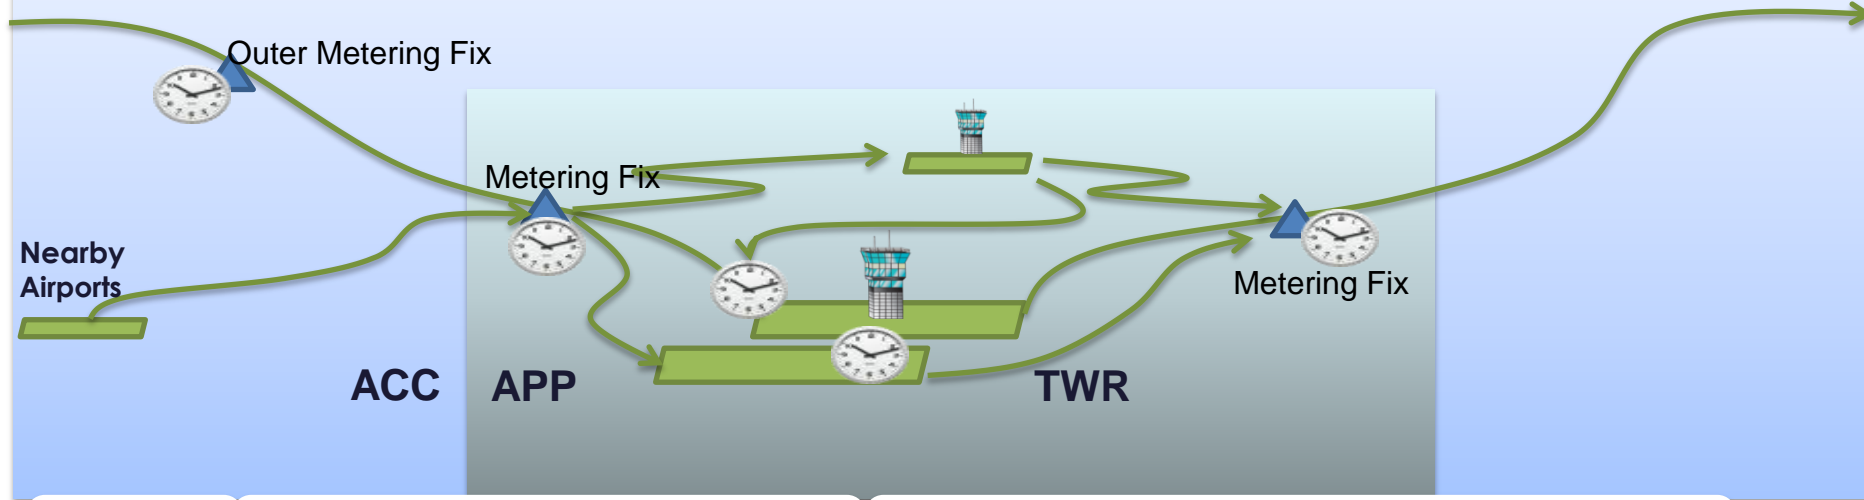 Outer Metering Fix
Metering Fix
Nearby
Airports
Metering Fix
ACC
APP
TWR